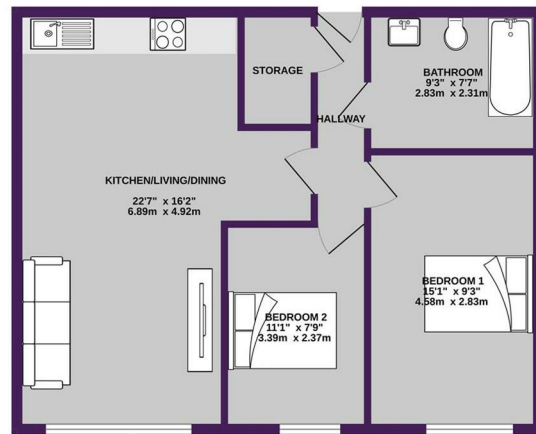 STORAGE
BATHROOM
9'3" x 7'7"
2.83m x 2.31m
HALLWAY
KITCHEN/LIVING/DINING
22'7" x 16'2"
6.89m x 4.92m
BEDROOM 1
15'1" x 9'3"
4.58m x 2.83m
BEDROOM 2
11'1" x 7'9"
3.39m x 2.37m